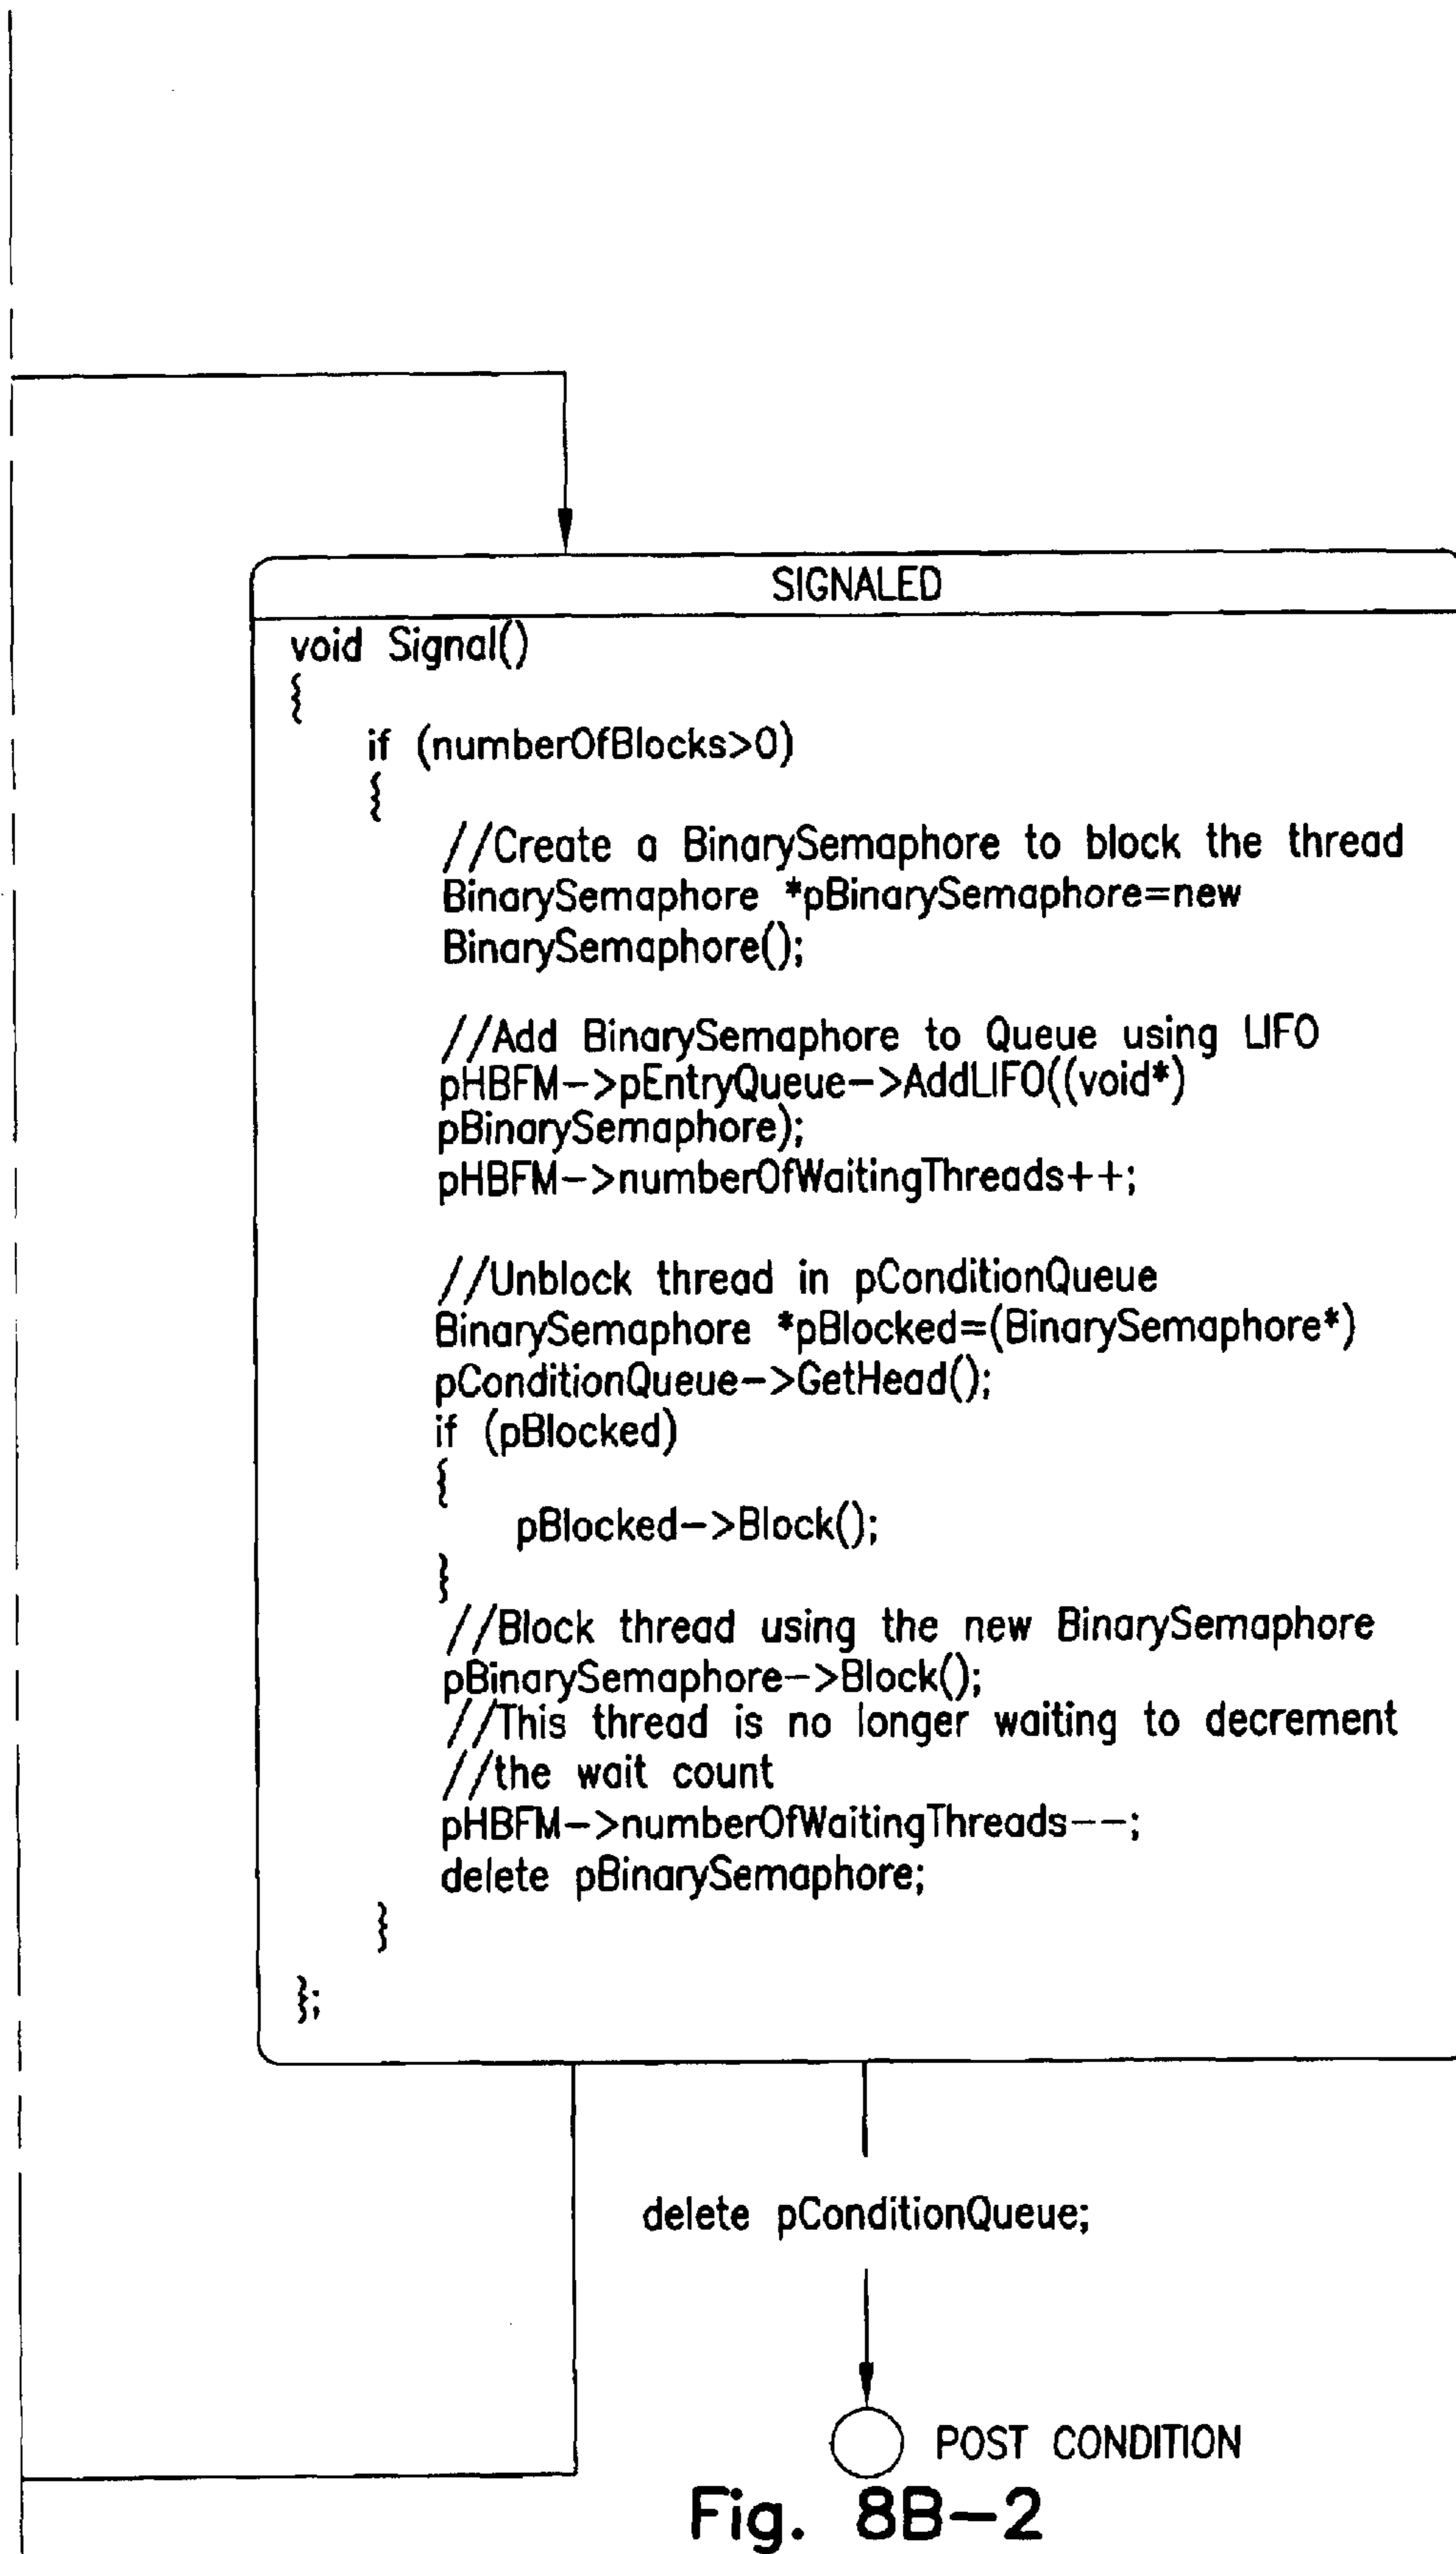 SIGNALED
void Signal()
{
if (numberOfBlocks>0)
{
//Create a BinarySemaphore to block the thread
BinarySemaphore *pBinarySemaphore=new
BinarySemaphore();
//Add BinarySemaphore to Queue using LIFO
pHBFM->pEntryQueue->AddLIFO((void*)
pBinarySemaphore);
pHBFM->numberOfWaitingThreads++;
//Unblock thread in pConditionQueue
BinarySemaphore *pBlocked=(BinarySemaphore*)
pConditionQueue->GetHead();
if (pBlocked)
{
pBlocked->Block();
}
//Block thread using the new BinarySemaphore
pBinarySemaphore->Block();
//This thread is no longer waiting to decrement
//the wait count
pHBFM->numberOfWaitingThreads--;
delete pBinarySemaphore;
}
};
delete pConditionQueue;
POST CONDITION
Fig. 8B-2